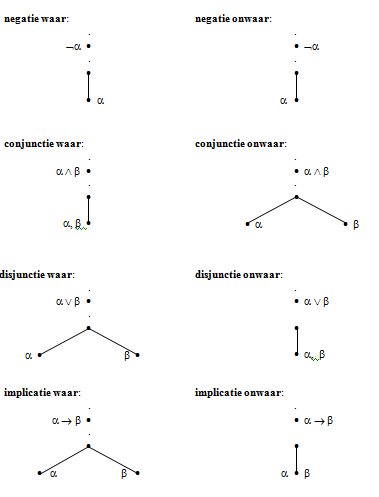 negatie waar:
negatie onwaar:
¬α
¬α
α
α
conjunctie waar:
conjunctie onwaar:
α ∧ β
α ∧ β
α, β
α
β
disjunctie waar:
disjunctie onwaar:
α ∨ β
α ∨ β
α
β
α, β
implicatie waar:
implicatie onwaar:
α → β
α → β
α
β
α
β